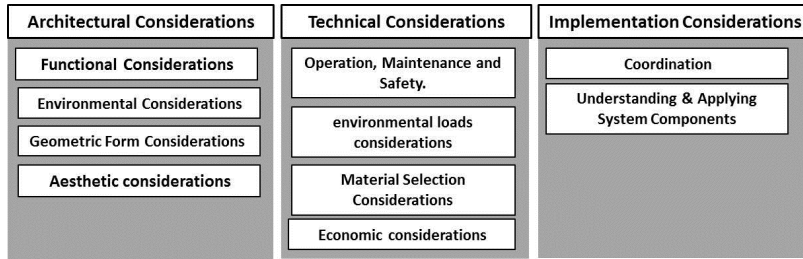 Architectural Considerations
Functional Considerations
Environmental Considerations
Geometric Form Considerations
Aesthetic considerations
Technical Considerations
Operation, Maintenance and
Safety.
environmental loads
considerations
Material Selection
Considerations
Economic considerations
Implementation Considerations
Coordination
Understanding & Applying
System Components